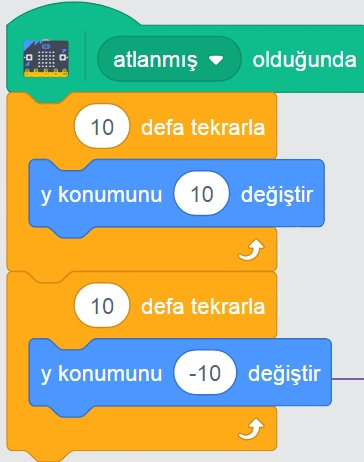 atlanmış olduğunda
10 defa tekrarla
y konumunu 10 değiştir
10 defa tekrarla
y konumunu -10 değiştir